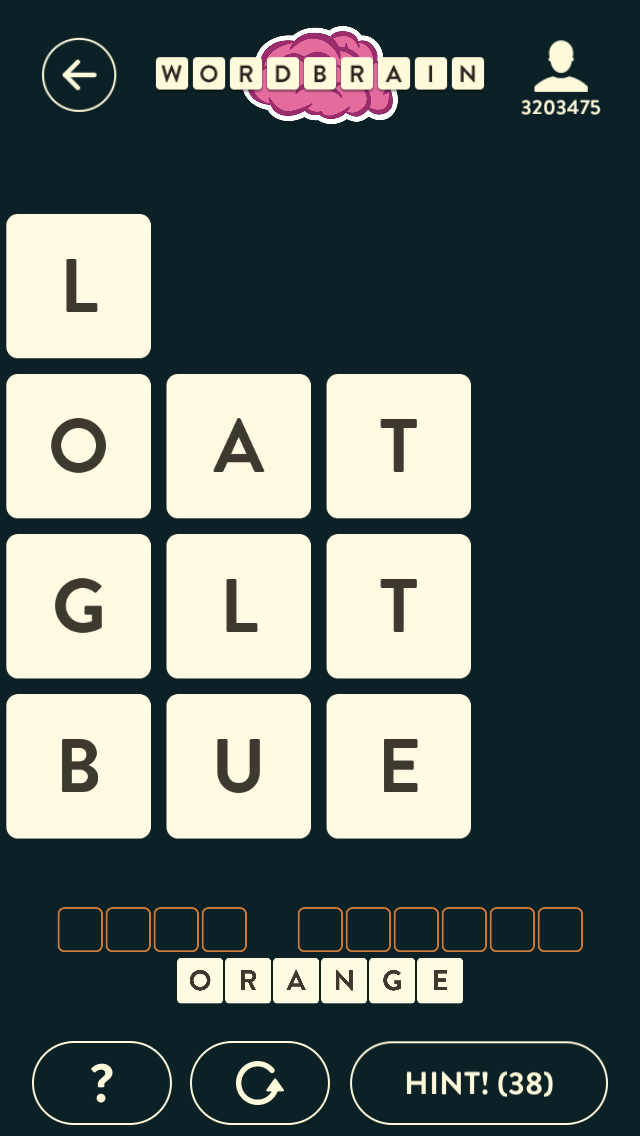 WORDBRAIN
3203475
L
O A T
G L T
B U E
ORANGE
? HINT! (38)